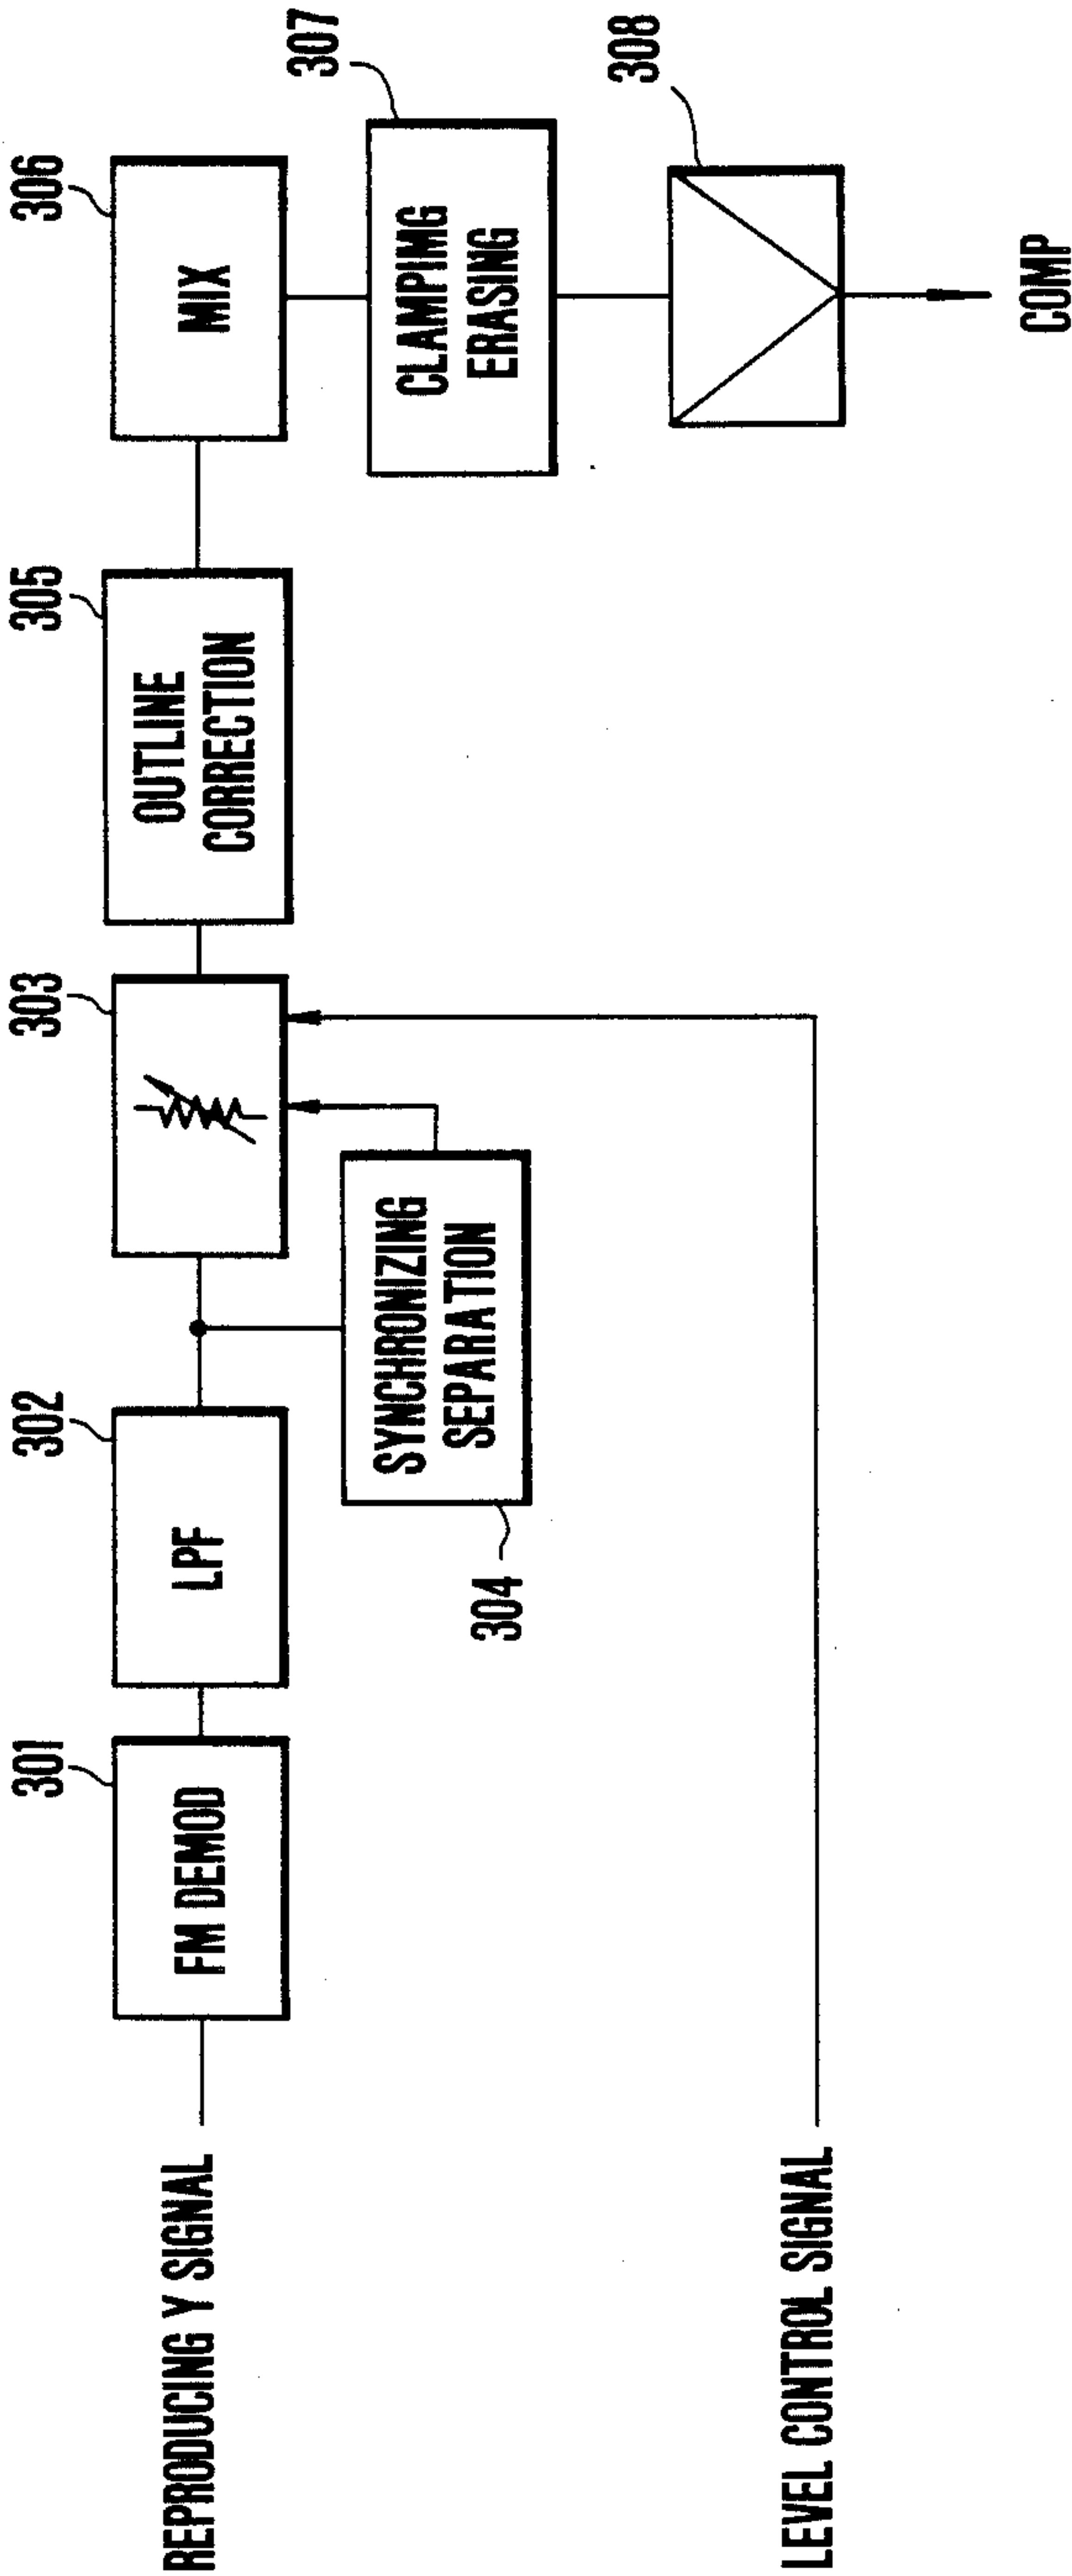 REPRODUCING Y SIGNAL
301
FM DEMOD
302
LPF
303
304
SYNCHRONIZING
SEPARATION
305
OUTLINE
CORRECTION
306
MIX
307
CLAMPIMG
ERASING
308
COMP
LEVEL CONTROL SIGNAL